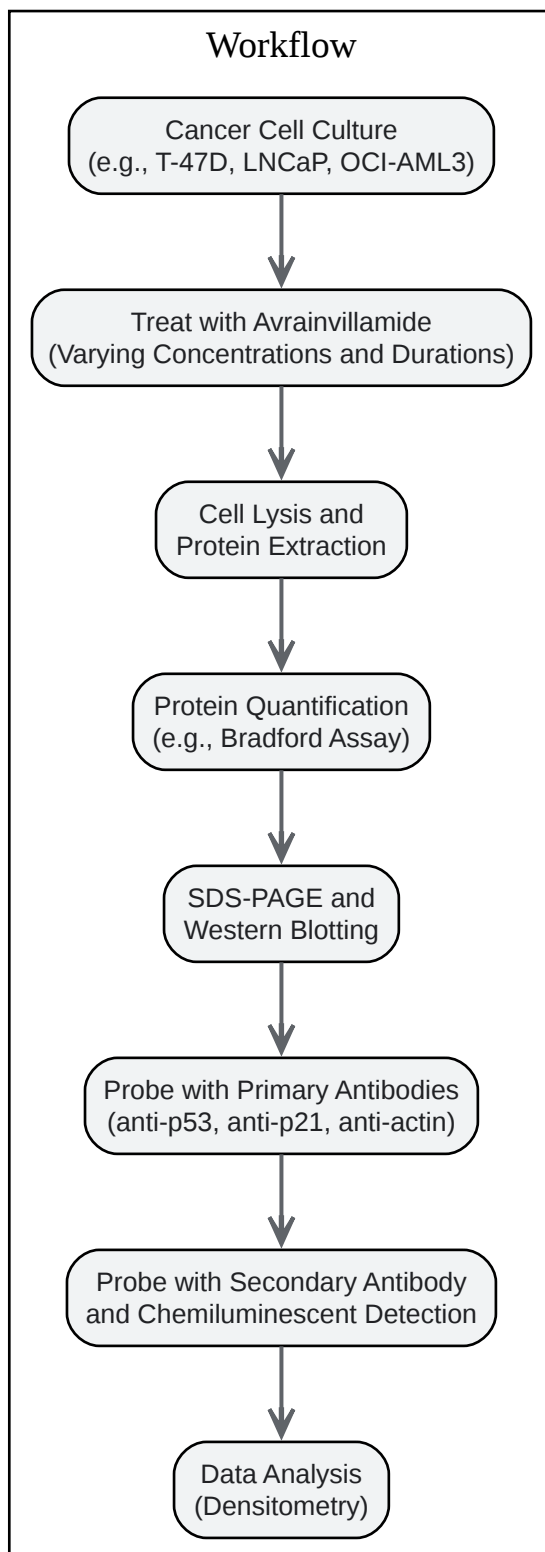 Workflow
Cancer Cell Culture
(e.g., T-47D, LNCaP, OCI-AML3)
Treat with Avrainvillamide
(Varying Concentrations and Durations)
Cell Lysis and
Protein Extraction
Protein Quantification
(e.g., Bradford Assay)
SDS-PAGE and
Western Blotting
Probe with Primary Antibodies
(anti-p53, anti-p21, anti-actin)
Probe with Secondary Antibody
and Chemiluminescent Detection
Data Analysis
(Densitometry)